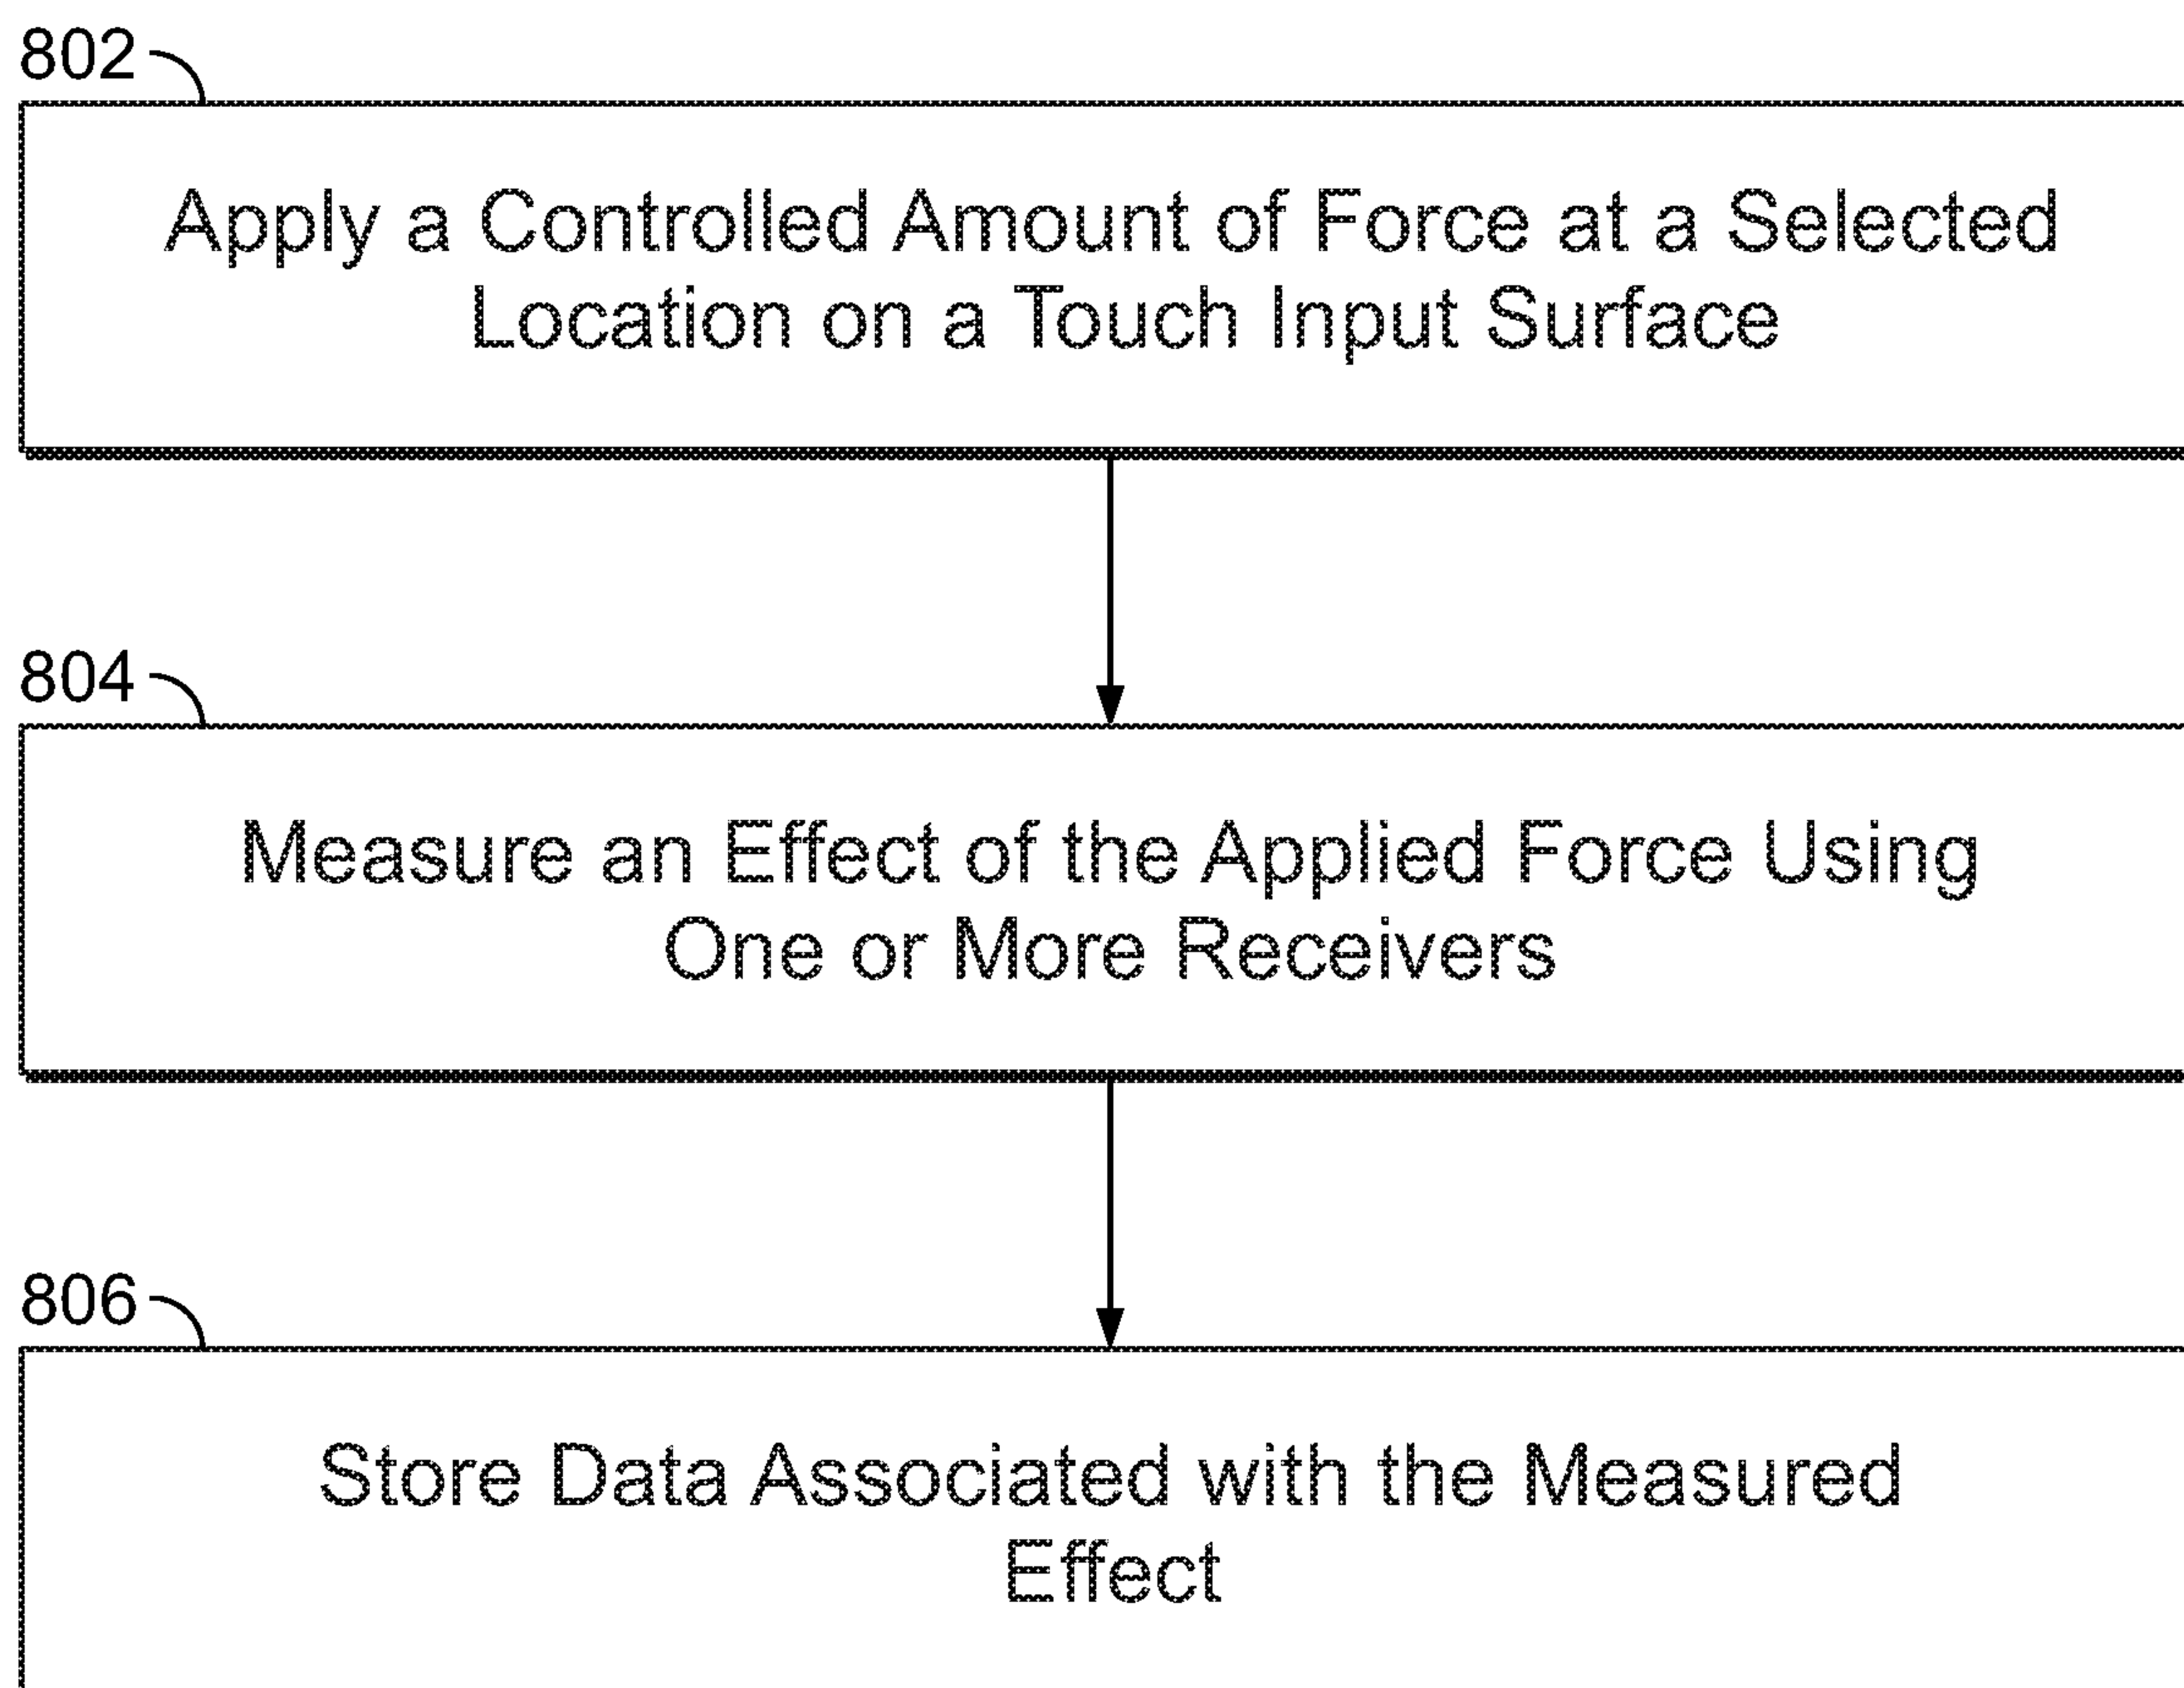 802
Apply a Controlled Amount of Force at a Selected
Location on a Touch Input Surface
804
Measure an Effect of the Applied Force Using
One or More Receivers
806
Store Data Associated with the Measured
Effect